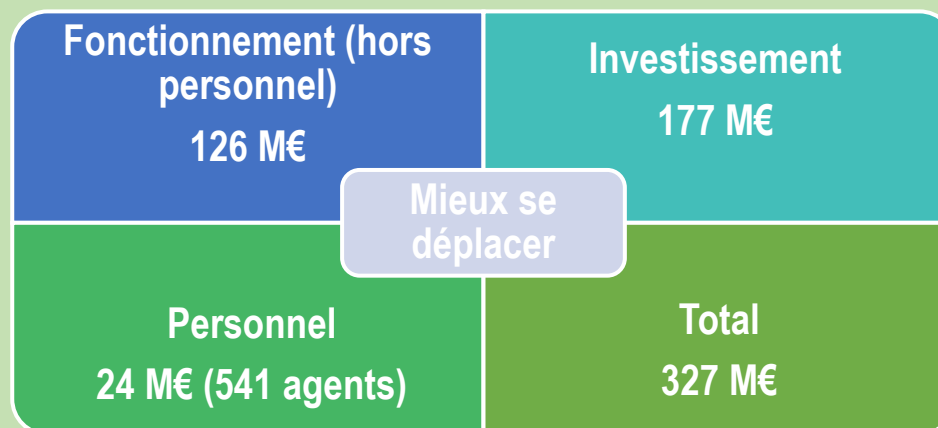 Fonctionnement (hors
personnel)
126 M€
Investissement
177 M€
Mieux se
déplacer
Personnel
24 M€ (541 agents)
Total
327 M€